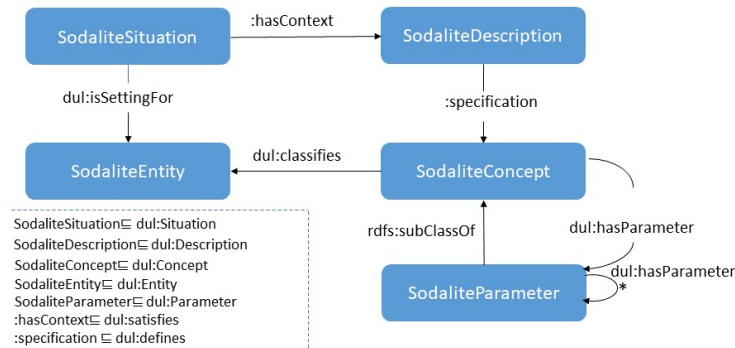 SodaliteSituation
:hasContext
SodaliteDescription
dul:isSettingFor
:specification
SodaliteEntity
dul:classifies
SodaliteConcept
rdfs:subClassOf
dul:hasParameter
SodaliteParameter
dul:hasParameter
*
SodaliteSituation⊑ dul:Situation
SodaliteDescription⊑ dul:Description
SodaliteConcept⊑ dul:Concept
SodaliteEntity⊑ dul:Entity
SodaliteParameter⊑ dul:Parameter
:hasContext⊑ dul:satisfies
:specification ⊑ dul:defines